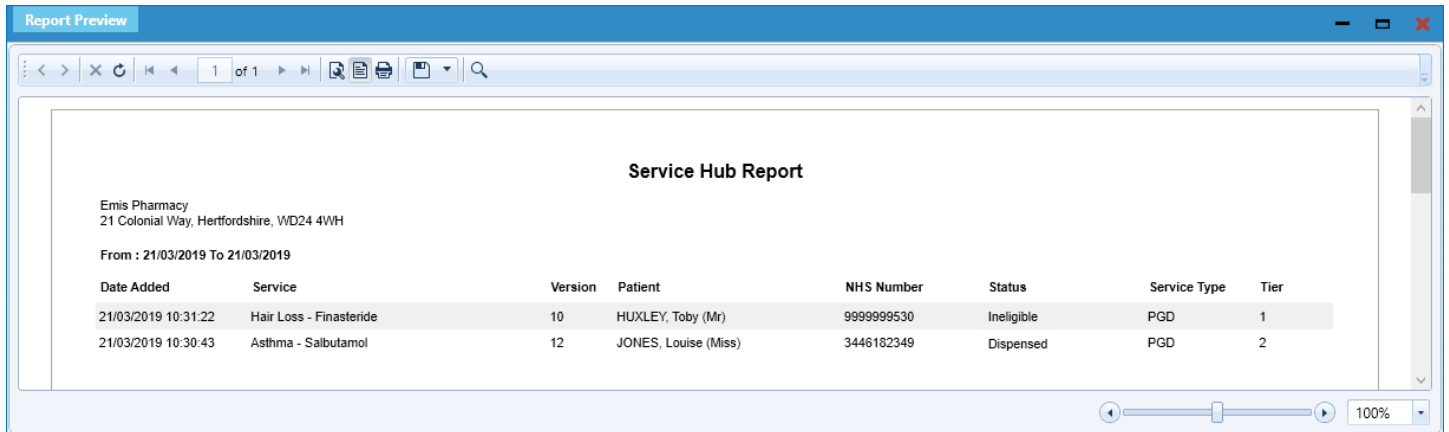 Report Preview
1 of 1
Service Hub Report
Emis Pharmacy
21 Colonial Way, Hertfordshire, WD24 4WH
From : 21/03/2019 To 21/03/2019
Date Added Service Version Patient NHS Number Status Service Type Tier
21/03/2019 10:31:22 Hair Loss - Finasteride 10 HUXLEY, Toby (Mr) 9999999530 Ineligible PGD 1
21/03/2019 10:30:43 Asthma - Salbutamol 12 JONES, Louise (Miss) 3446182349 Dispensed PGD 2
100%